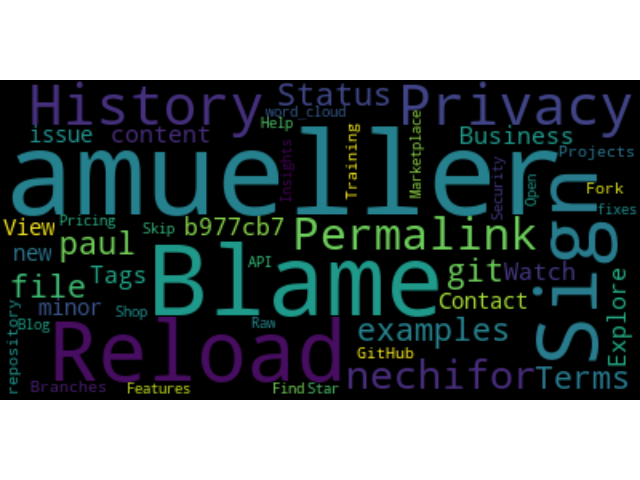 History
Status
Privacy
word_cloud
Help
issue
content
Insights
Training
Marketplace
Business
Projects
amueller
Security
Open
Fork
fixes
View
Pricing
Skip
b977cb7
Permalink
Sign
new
paul
Blame
API
git
Watch
file
Tags
Contact
Explore
repository
minor
Shop
Blog
Raw
examples
Reload
GitHub
nechifor
Terms
Branches
Features
Find
Star